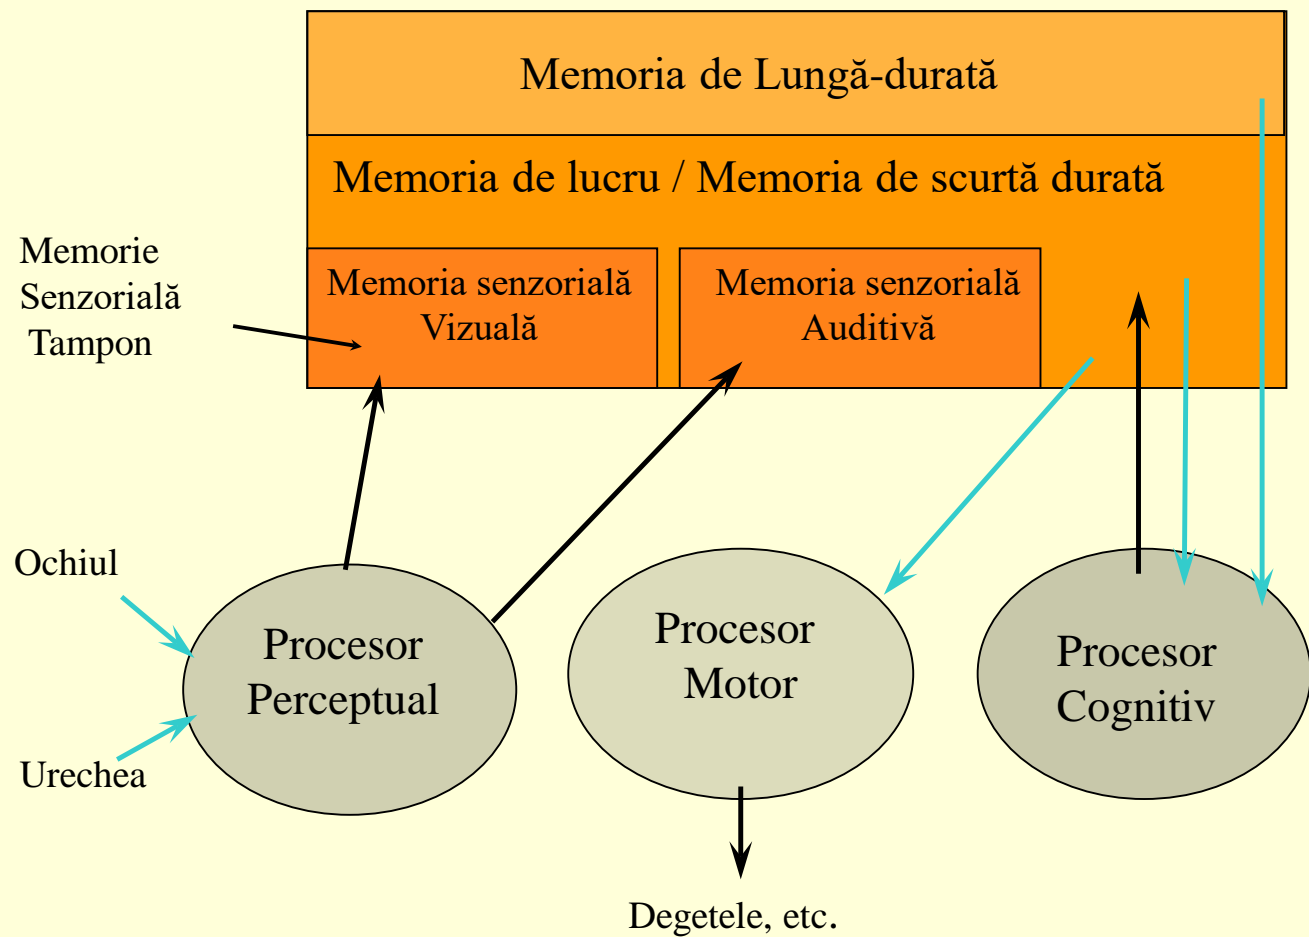 Memoria de Lungă-durată
Memoria de lucru / Memoria de scurtă durată
Memorie
Senzorială
Tampon
Memoria senzorială
Vizuală
Memoria senzorială
Auditivă
Ochiul
Urechea
Procesor
Perceptual
Procesor
Motor
Procesor
Cognitiv
Degetele, etc.